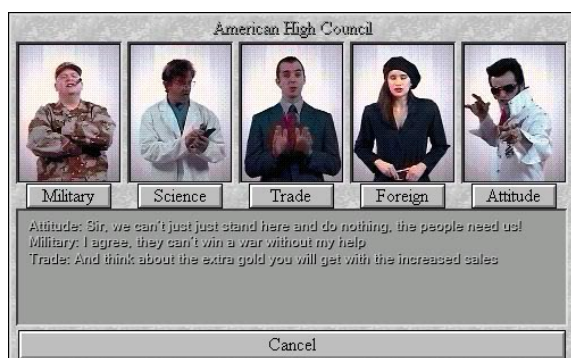 American High Council
Military Science Trade Foreign Attitude
Attitude: Sir, we can't just just stand here and do nothing, the people need us!
Military: I agree, they can't win a war without my help
Trade: And think about the extra gold you will get with the increased sales
Cancel